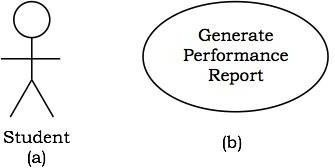 Generate
Performance
Report
Student
(a)
(b)